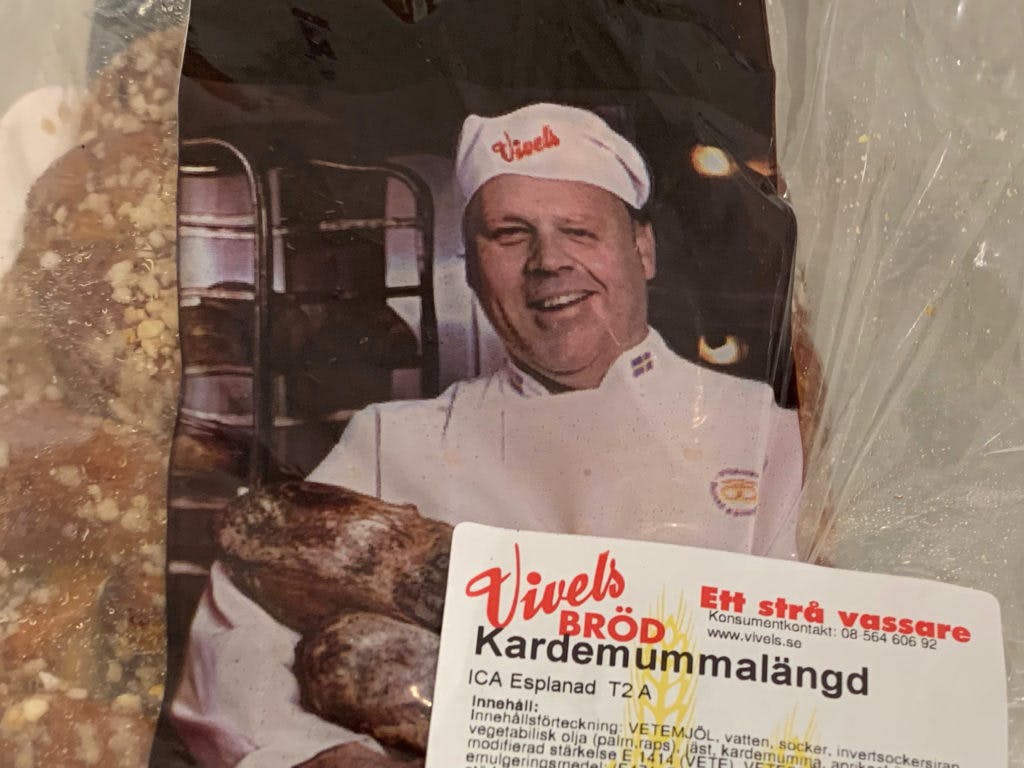 Vivels
Vivels
BRÖD
Ett strå vassare
Konsumentkontakt: 08 564 606 92
www.vivels.se
Kardemummalängd
ICA Esplanad T2 A
Innehåll:
Innehållsförteckning: VETEMJÖL, vatten, socker, invertsockersirap,
vegetabilisk olja (palm,raps), jäst, kardemumma,
modifierad stärkelse E 1414 (VETE),
emulgeringsmedel